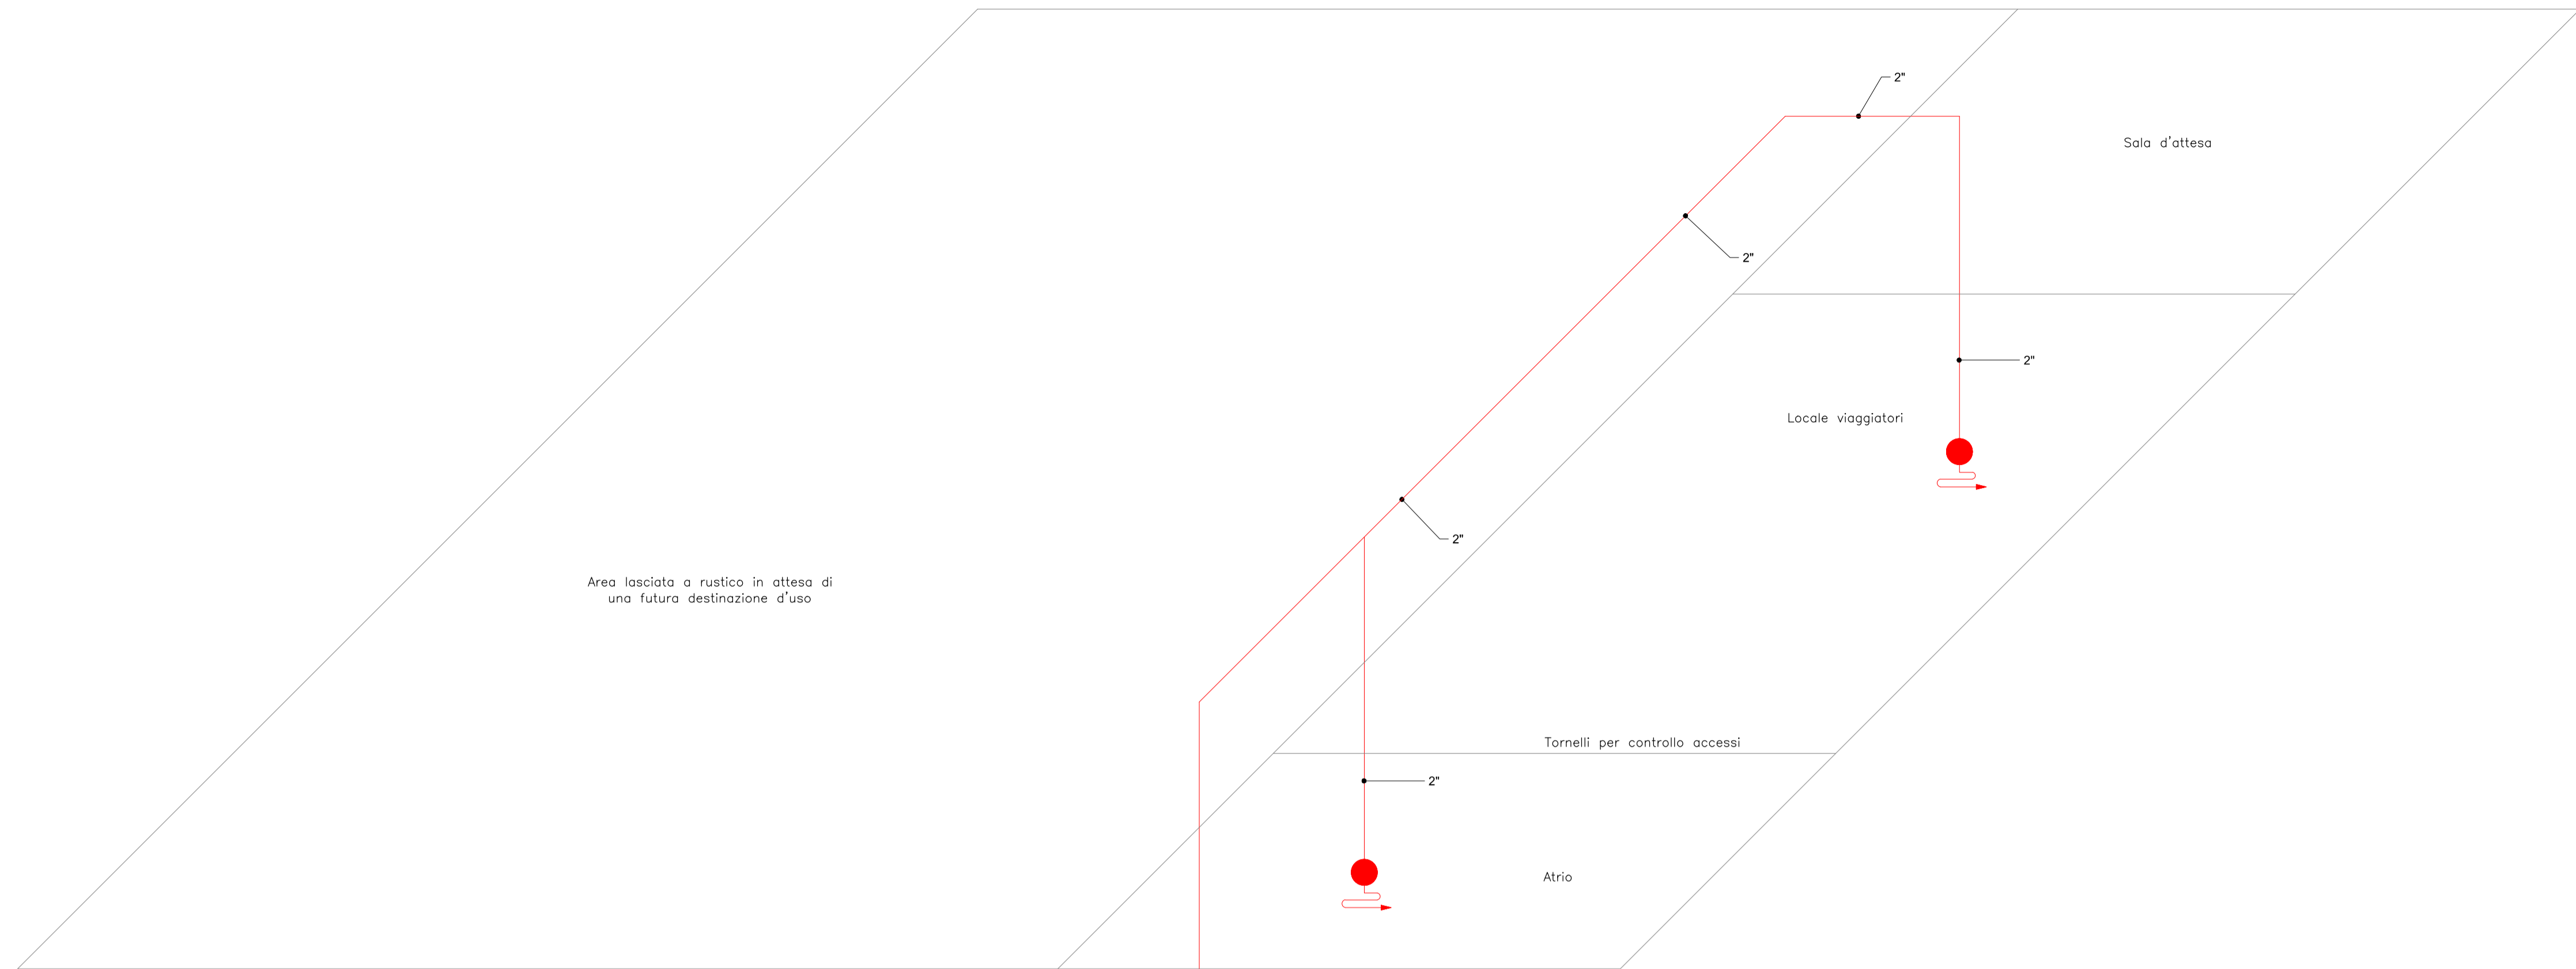 2"
Sala d'attesa
2"
2"
Locale viaggiatori
2"
Area lasciata a rustico in attesa di
una futura destinazione d'uso
Tornelli per controllo accessi
2"
Atrio